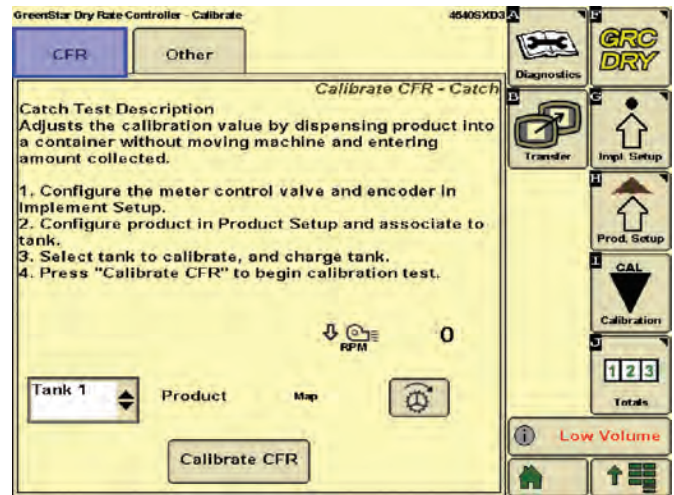 GreenStar Dry Rate Controller - Calibrate
4640SXD3
CFR
Other
Calibrate CFR - Catch
Catch Test Description
Adjusts the calibration value by dispensing product into
a container without moving machine and entering
amount collected.
1. Configure the meter control valve and encoder in
Implement Setup.
2. Configure product in Product Setup and associate to
tank.
3. Select tank to calibrate, and charge tank.
4. Press "Calibrate CFR" to begin calibration test.
RPM
0
Tank 1
Product
Map
Calibrate CFR
A
Diagnostics
F
GRC
DRY
B
Transfer
G
Impl. Setup
H
Prod. Setup
I
CAL
Calibration
J
1 2 3
Totals
i
Low Volume